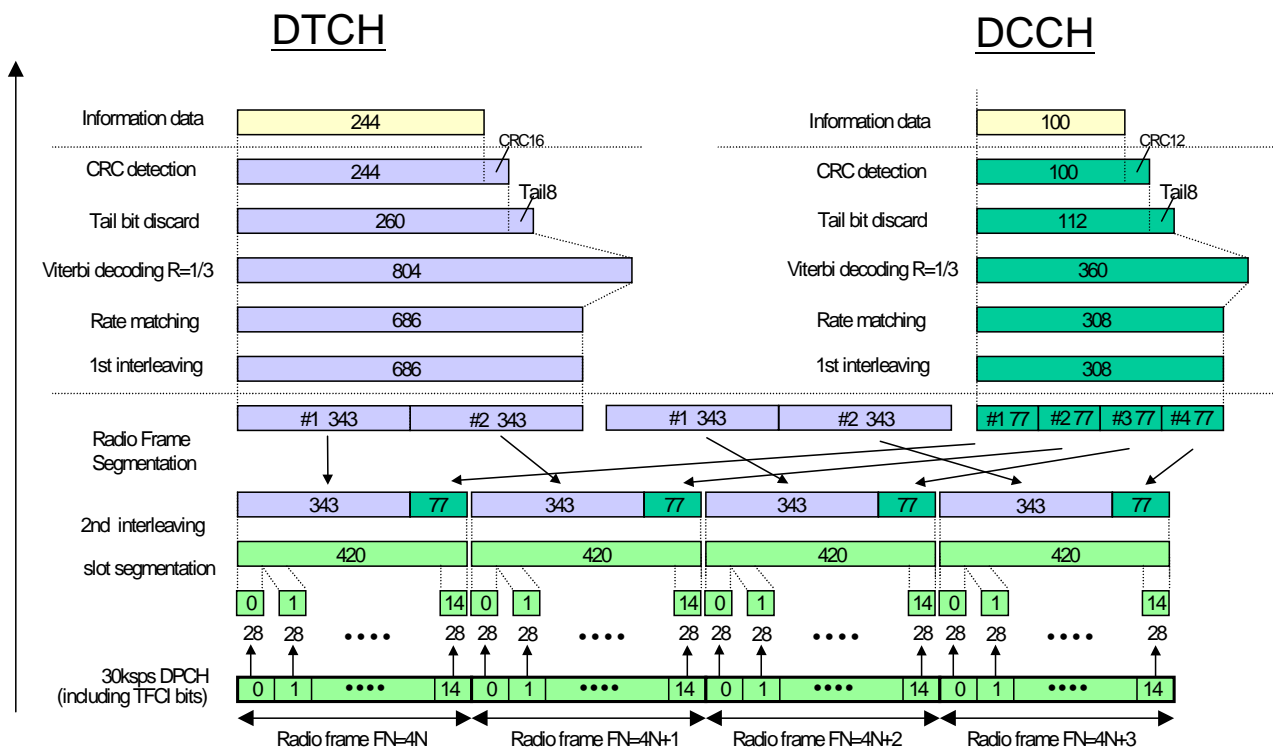 DTCH DCCH
Information data 244 Information data 100
CRC16 CRC12
CRC detection 244 CRC detection 100
Tail8 Tail8
Tail bit discard 260 Tail bit discard 112
Viterbi decoding R=1/3 804 Viterbi decoding R=1/3 360
Rate matching 686 Rate matching 308
1st interleaving 686 1st interleaving 308
#1 343 #2 343 #1 343 #2 343 #1 77 #2 77 #3 77 #4 77
Radio Frame
Segmentation
343 77 343 77 343 77 343 77
2nd interleaving
420 420 420 420
slot segmentation
0 1 14 0 1 14 0 1 14 0 1 14
28 28 •••• 28 28 28 •••• 28 28 28 •••• 28 28 28 •••• 28
30ksps DPCH
(including TFCI bits)
0 1 •••• 14 0 1 •••• 14 0 1 •••• 14 0 1 •••• 14
Radio frame FN=4N Radio frame FN=4N+1 Radio frame FN=4N+2 Radio frame FN=4N+3